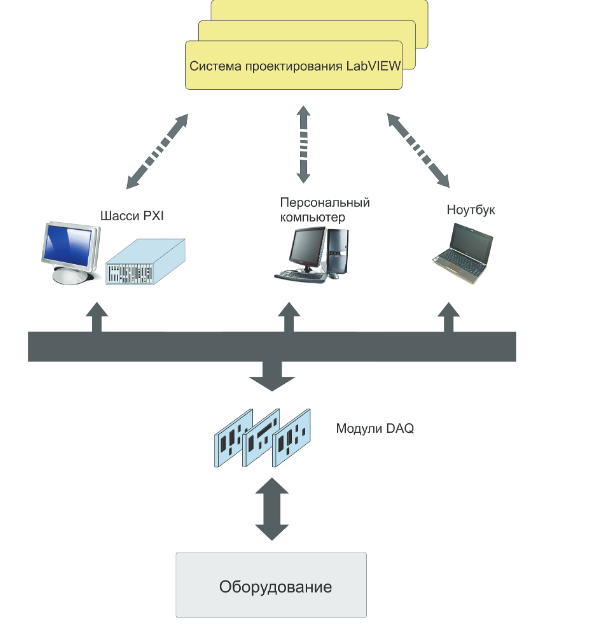 Система проектирования LabVIEW
Шасси PXI
Персональный
компьютер
Ноутбук
Модули DAQ
Оборудование